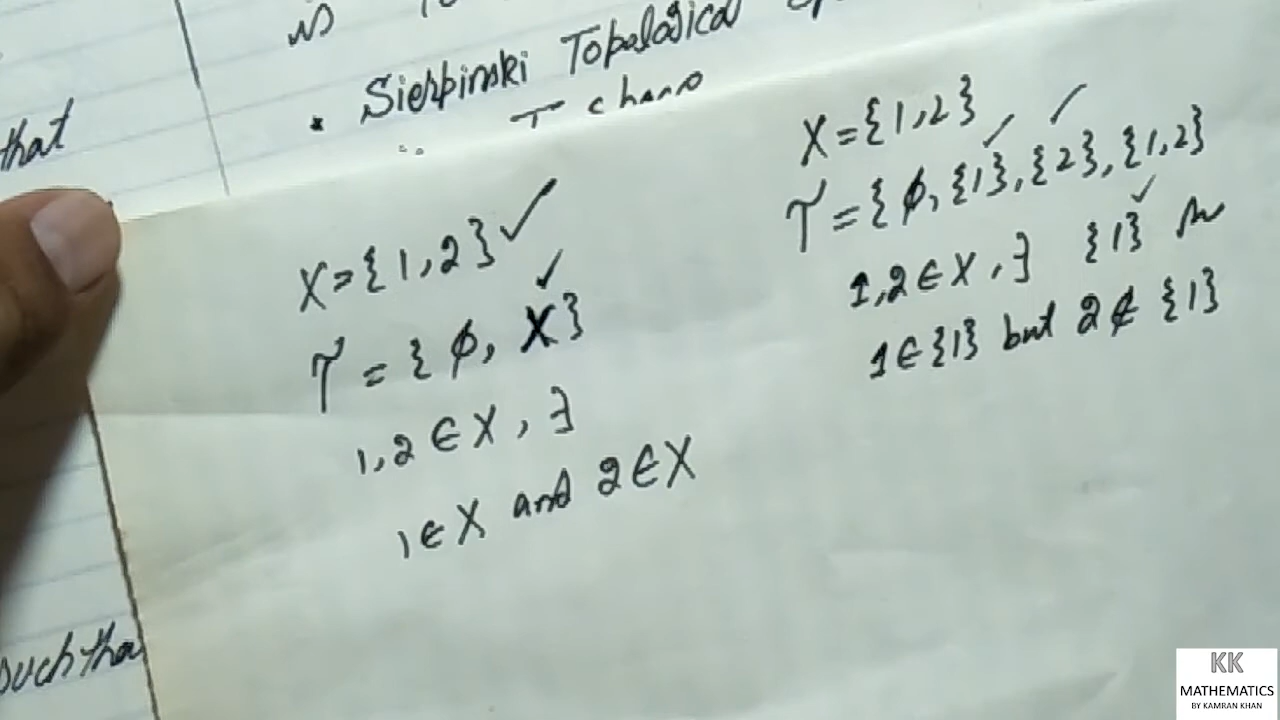 is
• Sierpinski Topological
that
X={1,2}
τ = { ϕ, X}
1,2 ∈ X, ∃
1 ∈ X and 2 ∈ X
X={1,2}
τ = { ϕ, {1}, {2}, {1,2}
1,2 ∈ X, ∃ {1}
1 ∈ {1} but 2 ∉ {1}
such tha
KK
MATHEMATICS
BY KAMRAN KHAN